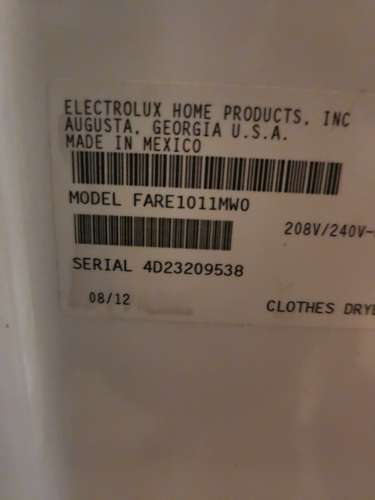 ELECTROLUX HOME PRODUCTS, INC
AUGUSTA, GEORGIA U.S.A.
MADE IN MEXICO
MODEL FARE1011MW0
208V/240V-
SERIAL 4D23209538
08/12
CLOTHES DRY